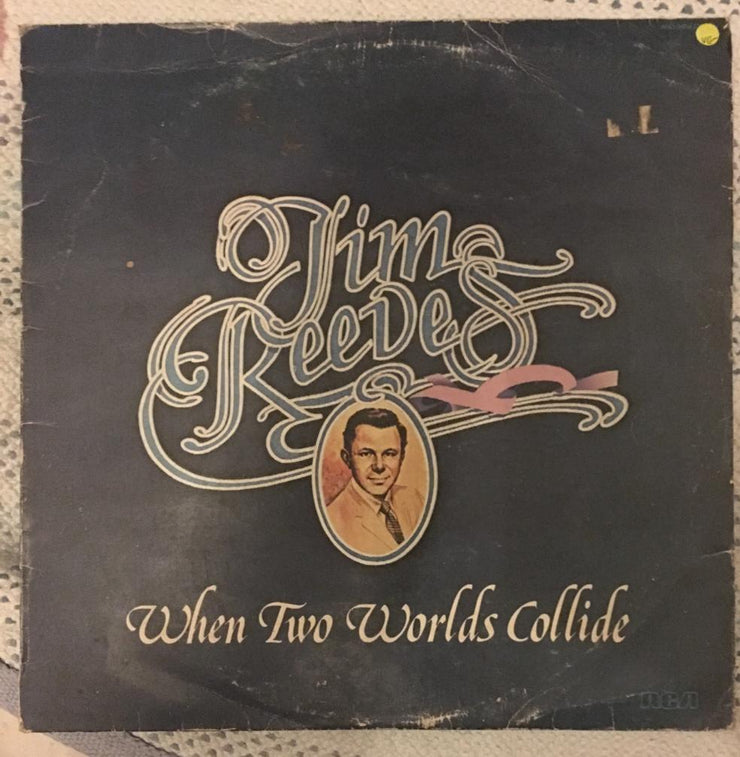 Jim
Reeves
When Two Worlds Collide
RCA